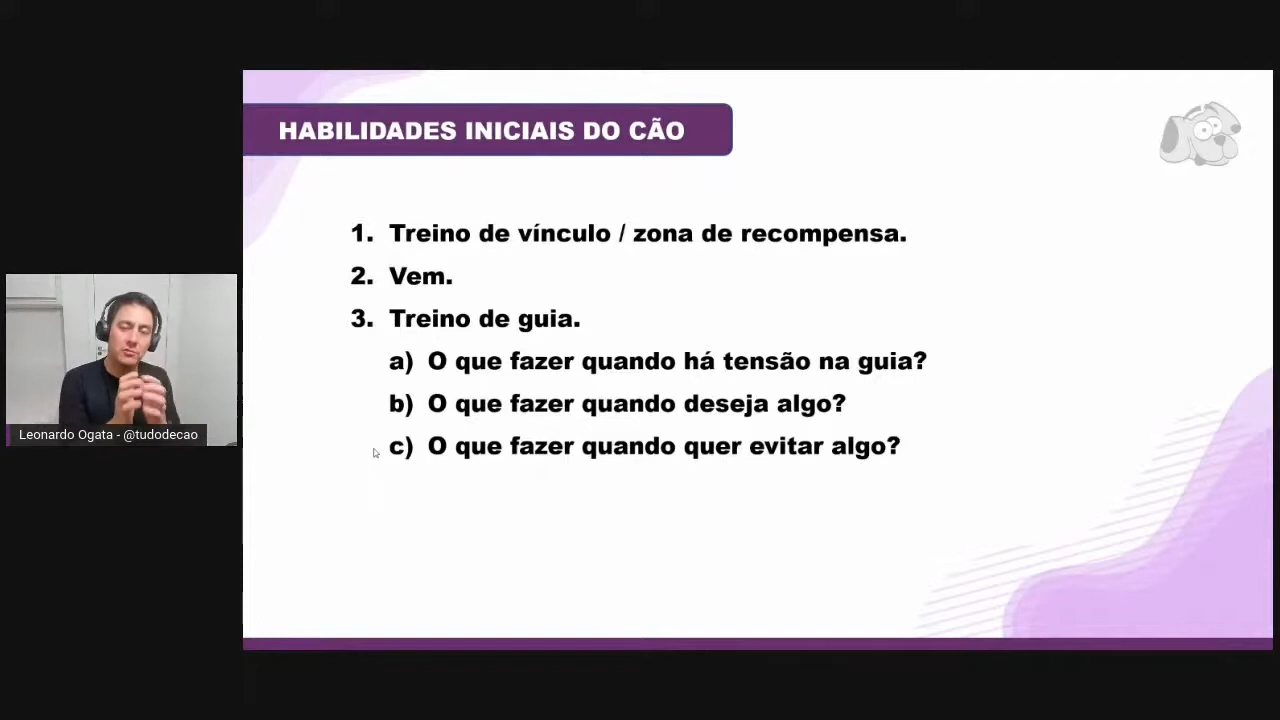 HABILIDADES INICIAIS DO CÃO
1. Treino de vínculo / zona de recompensa.
2. Vem.
3. Treino de guia.
a) O que fazer quando há tensão na guia?
b) O que fazer quando deseja algo?
c) O que fazer quando quer evitar algo?
Leonardo Ogata - @tudodecao